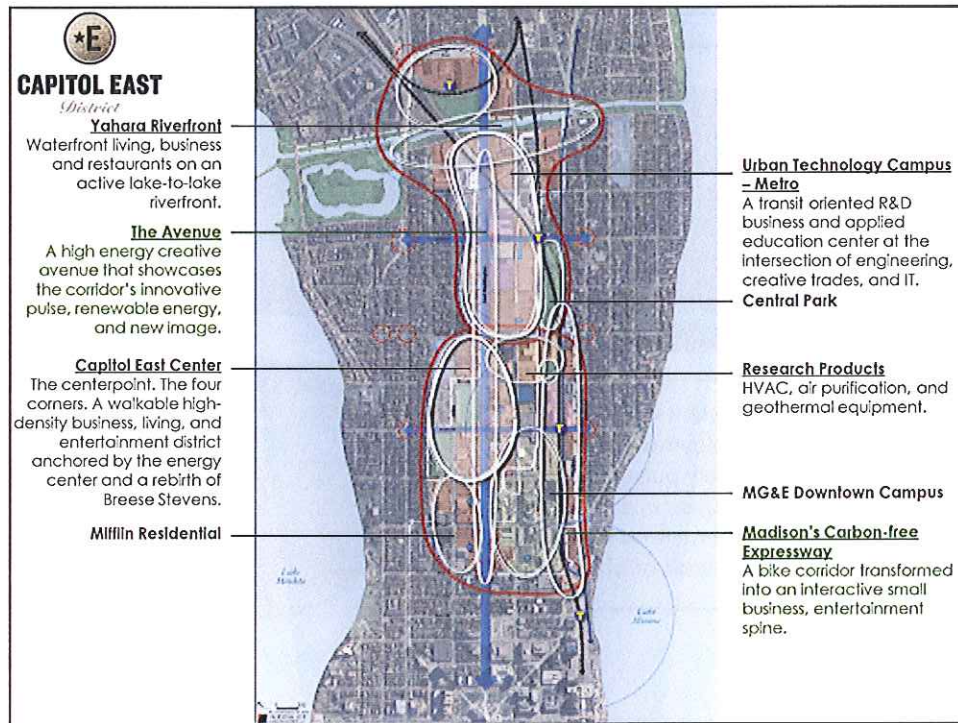 ★E
CAPITOL EAST
District
Yahara Riverfront
Waterfront living, business
and restaurants on an
active lake-to-lake
riverfront.
The Avenue
A high energy creative
avenue that showcases
the corridor's innovative
pulse, renewable energy,
and new image.
Capitol East Center
The centerpoint. The four
corners. A walkable high-
density business, living, and
entertainment district
anchored by the energy
center and a rebirth of
Breese Stevens.
Mifflin Residential
Urban Technology Campus
– Metro
A transit oriented R&D
business and applied
education center at the
intersection of engineering,
creative trades, and IT.
Central Park
Research Products
HVAC, air purification, and
geothermal equipment.
MG&E Downtown Campus
Madison's Carbon-free
Expressway
A bike corridor transformed
into an interactive small
business, entertainment
spine.
Lake
Lake
T
T
T
T